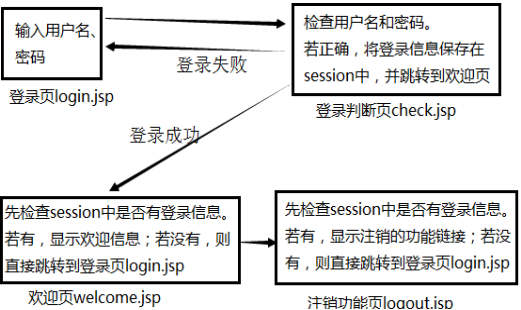 输入用户名、
密码
登录页login.jsp
检查用户名和密码。
若正确，将登录信息保存在
session中，并跳转到欢迎页
登录判断页check.jsp
登录失败
登录成功
先检查session中是否有登录信息。
若有，显示欢迎信息；若没有，则
直接跳转到登录页login.jsp
欢迎页welcome.jsp
先检查session中是否有登录信息。
若有，显示注销的功能链接；若没
有，则直接跳转到登录页login.jsp
注销功能页logout.jsp